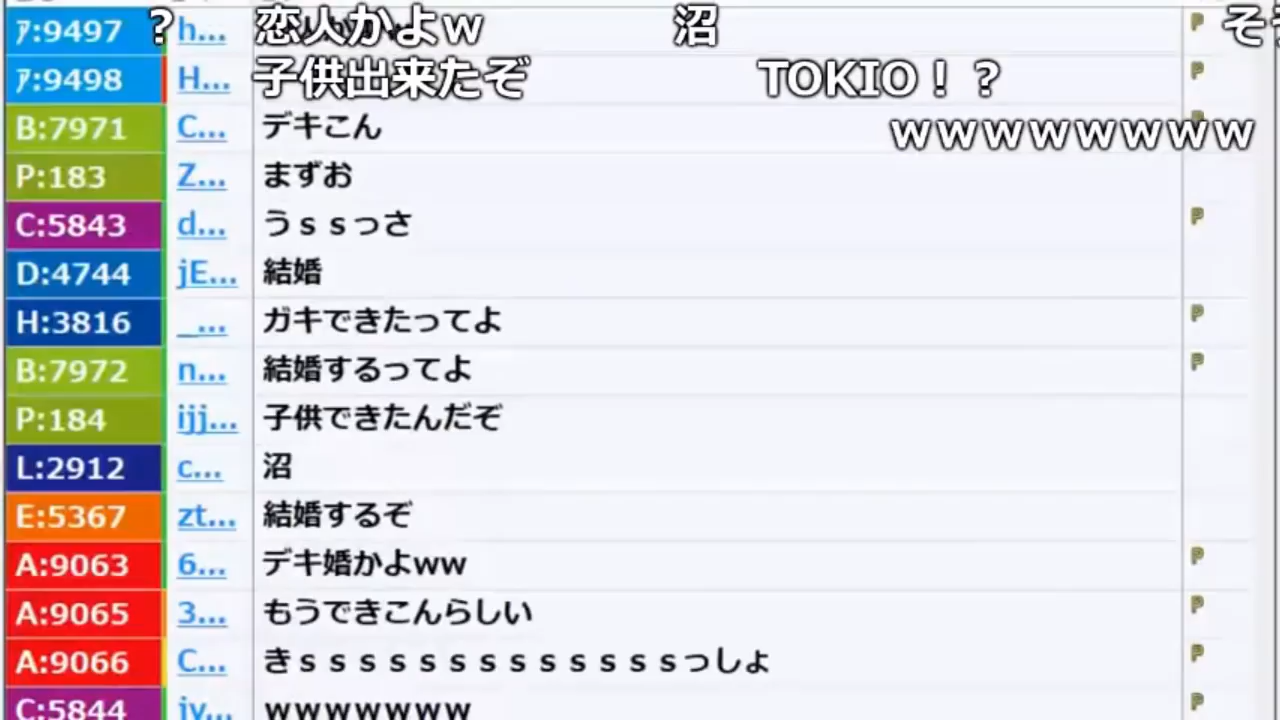 ｱ:9497 ? h... 恋人かよw 沼 そう
ｱ:9498 H... 子供出来たぞ TOKIO！？
B:7971 C... デキこん P
wwwwwwwww
P:183 Z... まずお
C:5843 d... うｓｓっさ P
D:4744 jE... 結婚
H:3816 _... ガキできたってよ P
B:7972 n... 結婚するってよ P
P:184 ijj... 子供できたんだぞ
L:2912 c... 沼
E:5367 zt... 結婚するぞ
A:9063 6... デキ婚かよww P
A:9065 3... もうできこんらしい P
A:9066 C... きｓｓｓｓｓｓｓｓｓｓｓｓｓっしょ P
C:5844 jy... wwwwwww P